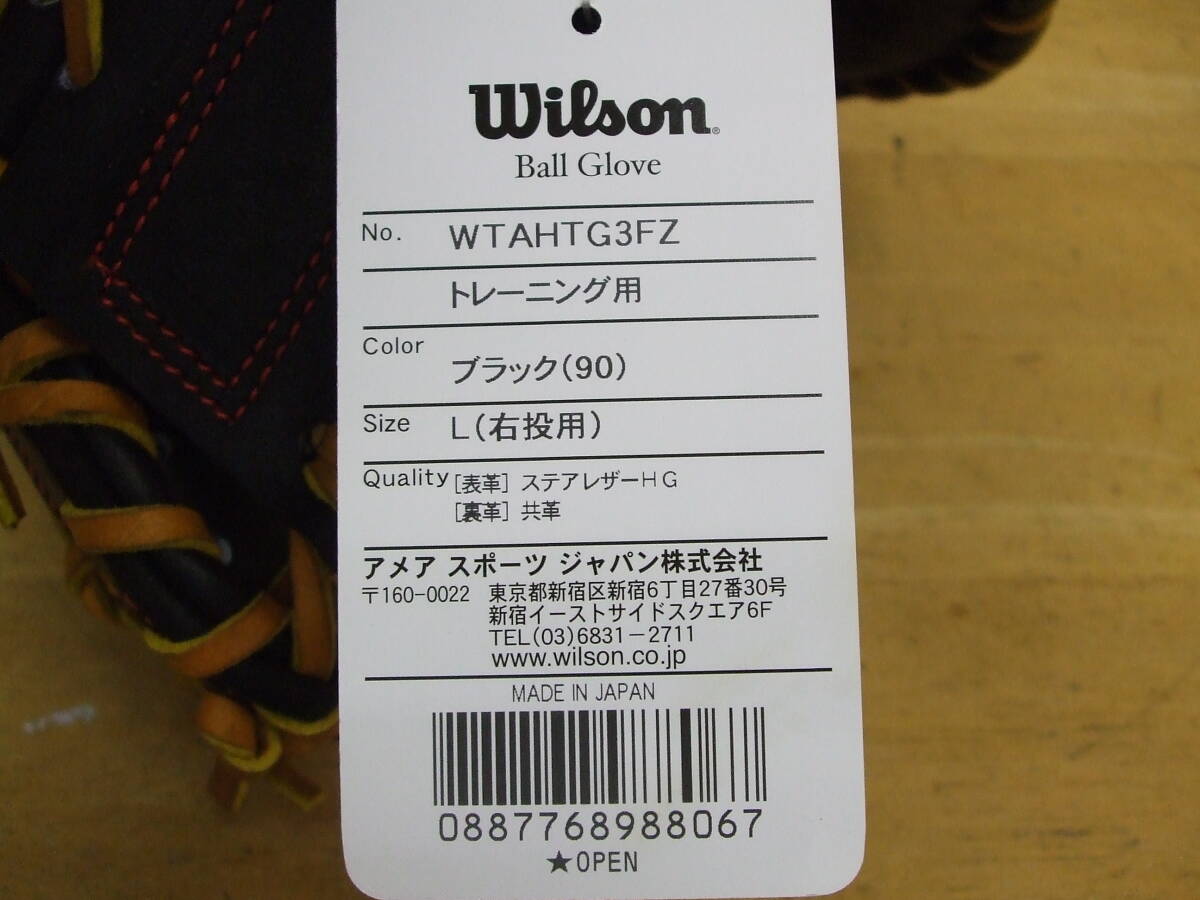 Wilson®
Ball Glove
No. WTAHTG3FZ
トレーニング用
Color ブラック(90)
Size L(右投用)
Quality [表革] ステアレザーHG
[裏革] 共革
アメア スポーツ ジャパン株式会社
〒160-0022 東京都新宿区新宿6丁目27番30号
新宿イーストサイドスクエア6F
TEL(03)6831-2711
www.wilson.co.jp
MADE IN JAPAN
0887768988067
★OPEN